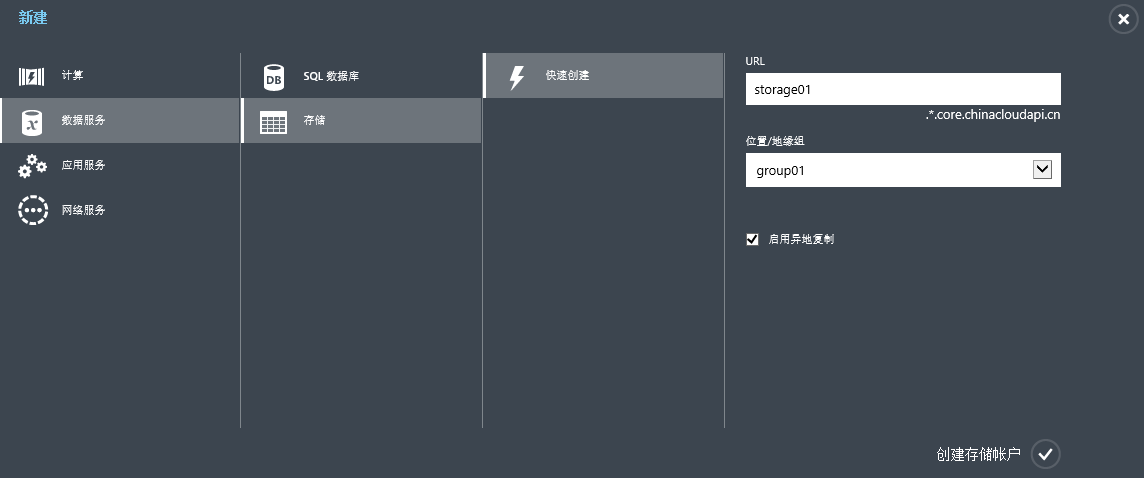 新建
计算
数据服务
应用服务
网络服务
DB
SQL 数据库
存储
快速创建
URL
storage01
.*.core.chinacloudapi.cn
位置/地缘组
group01
启用异地复制
创建存储帐户